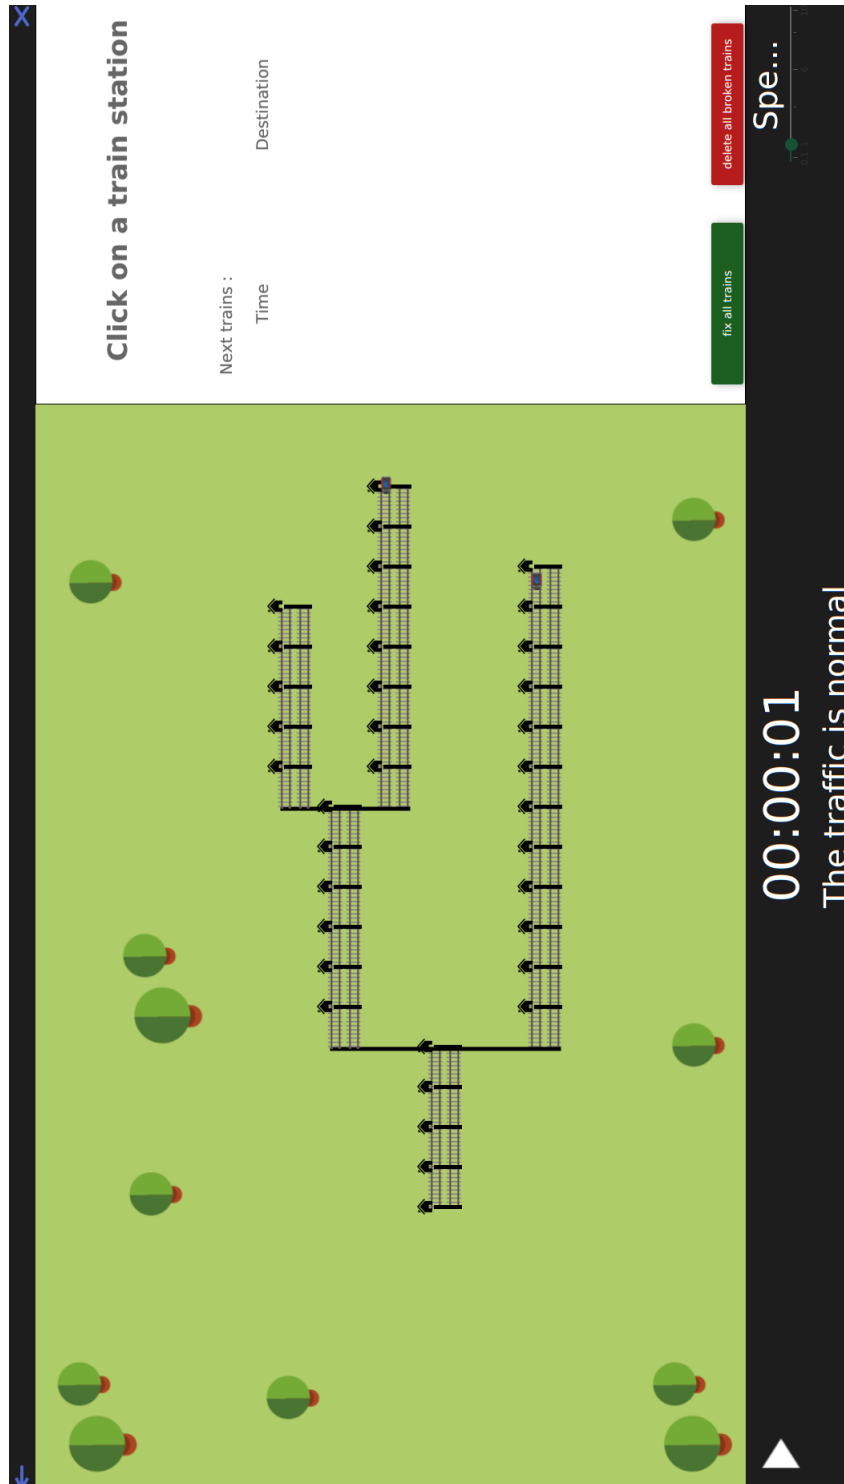 Click on a train station
Next trains :
Time Destination
fix all trains
delete all broken trains
00:00:01
The traffic is normal
Spe...